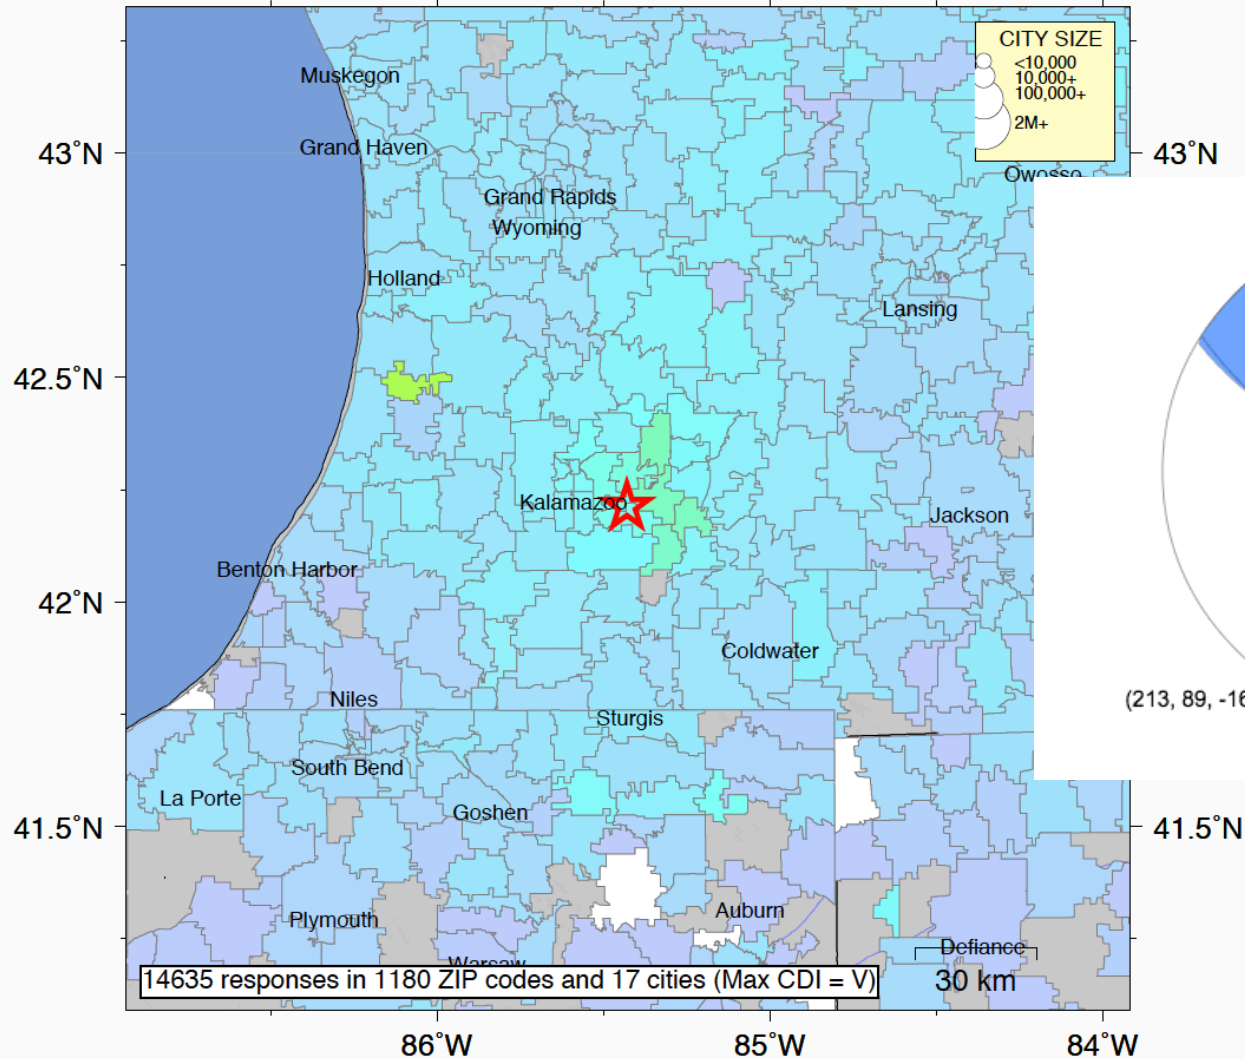 CITY SIZE
<10,000
10,000+
100,000+
2M+
Muskegon
43˚N
Grand Haven
43˚N
Owosso
Grand Rapids
Wyoming
Holland
Lansing
42.5˚N
Kalamazoo
Jackson
Benton Harbor
42˚N
Coldwater
Niles
(213, 89, -16
Sturgis
South Bend
La Porte
Goshen
41.5˚N
41.5˚N
Plymouth
Auburn
Defiance
Warsaw
14635 responses in 1180 ZIP codes and 17 cities (Max CDI = V)
30 km
86˚W
85˚W
84˚W